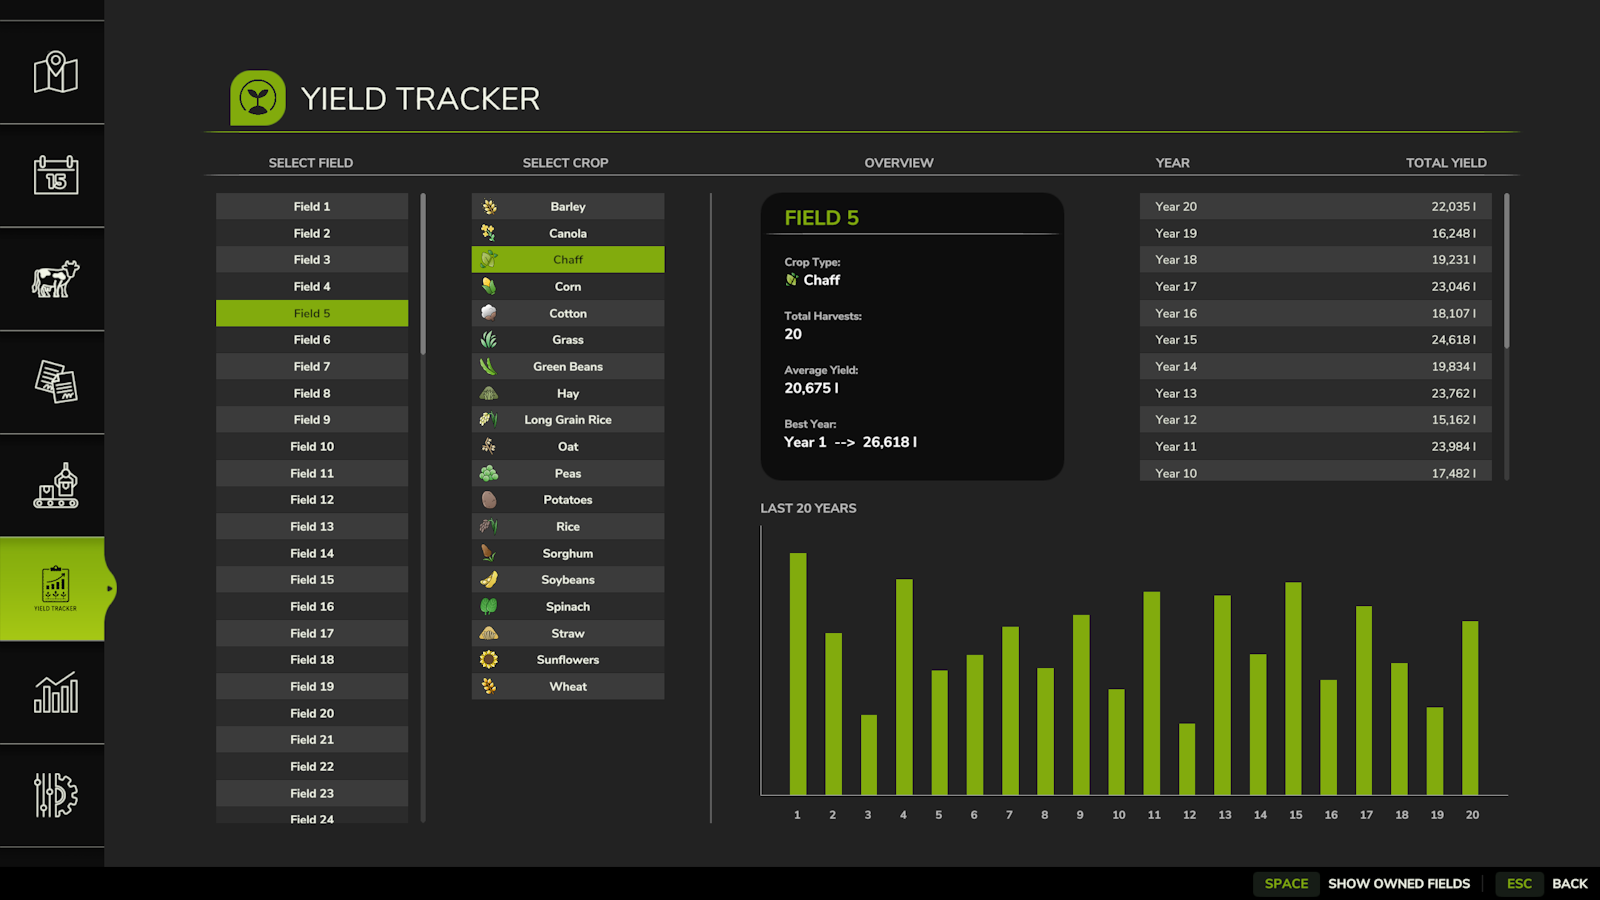 YIELD TRACKER
SELECT FIELD
SELECT CROP
OVERVIEW
YEAR
TOTAL YIELD
15
YIELD TRACKER
Field 1
Field 2
Field 3
Field 4
Field 5
Field 6
Field 7
Field 8
Field 9
Field 10
Field 11
Field 12
Field 13
Field 14
Field 15
Field 16
Field 17
Field 18
Field 19
Field 20
Field 21
Field 22
Field 23
Field 24
Barley
Canola
Chaff
Corn
Cotton
Grass
Green Beans
Hay
Long Grain Rice
Oat
Peas
Potatoes
Rice
Sorghum
Soybeans
Spinach
Straw
Sunflowers
Wheat
FIELD 5
Crop Type:
Chaff
Total Harvests:
20
Average Yield:
20,675 l
Best Year:
Year 1 --> 26,618 l
Year 20 22,035 l
Year 19 16,248 l
Year 18 19,231 l
Year 17 23,046 l
Year 16 18,107 l
Year 15 24,618 l
Year 14 19,834 l
Year 13 23,762 l
Year 12 15,162 l
Year 11 23,984 l
Year 10 17,482 l
LAST 20 YEARS
1 2 3 4 5 6 7 8 9 10 11 12 13 14 15 16 17 18 19 20
SPACE SHOW OWNED FIELDS ESC BACK